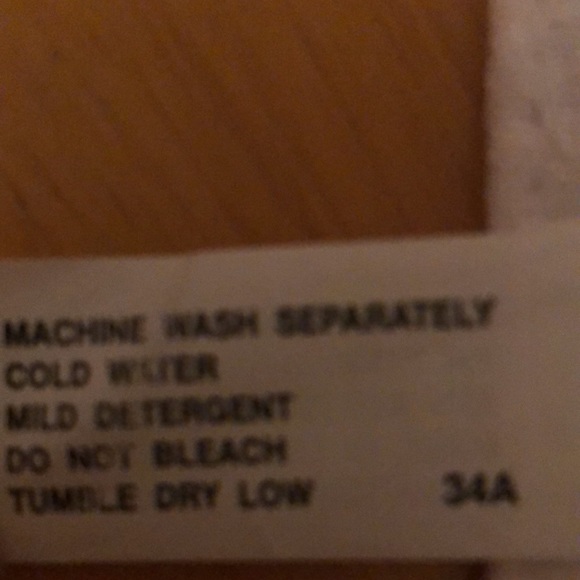 MACHINE WASH SEPARATELY
COLD WATER
MILD DETERGENT
DO NOT BLEACH
TUMBLE DRY LOW 34A